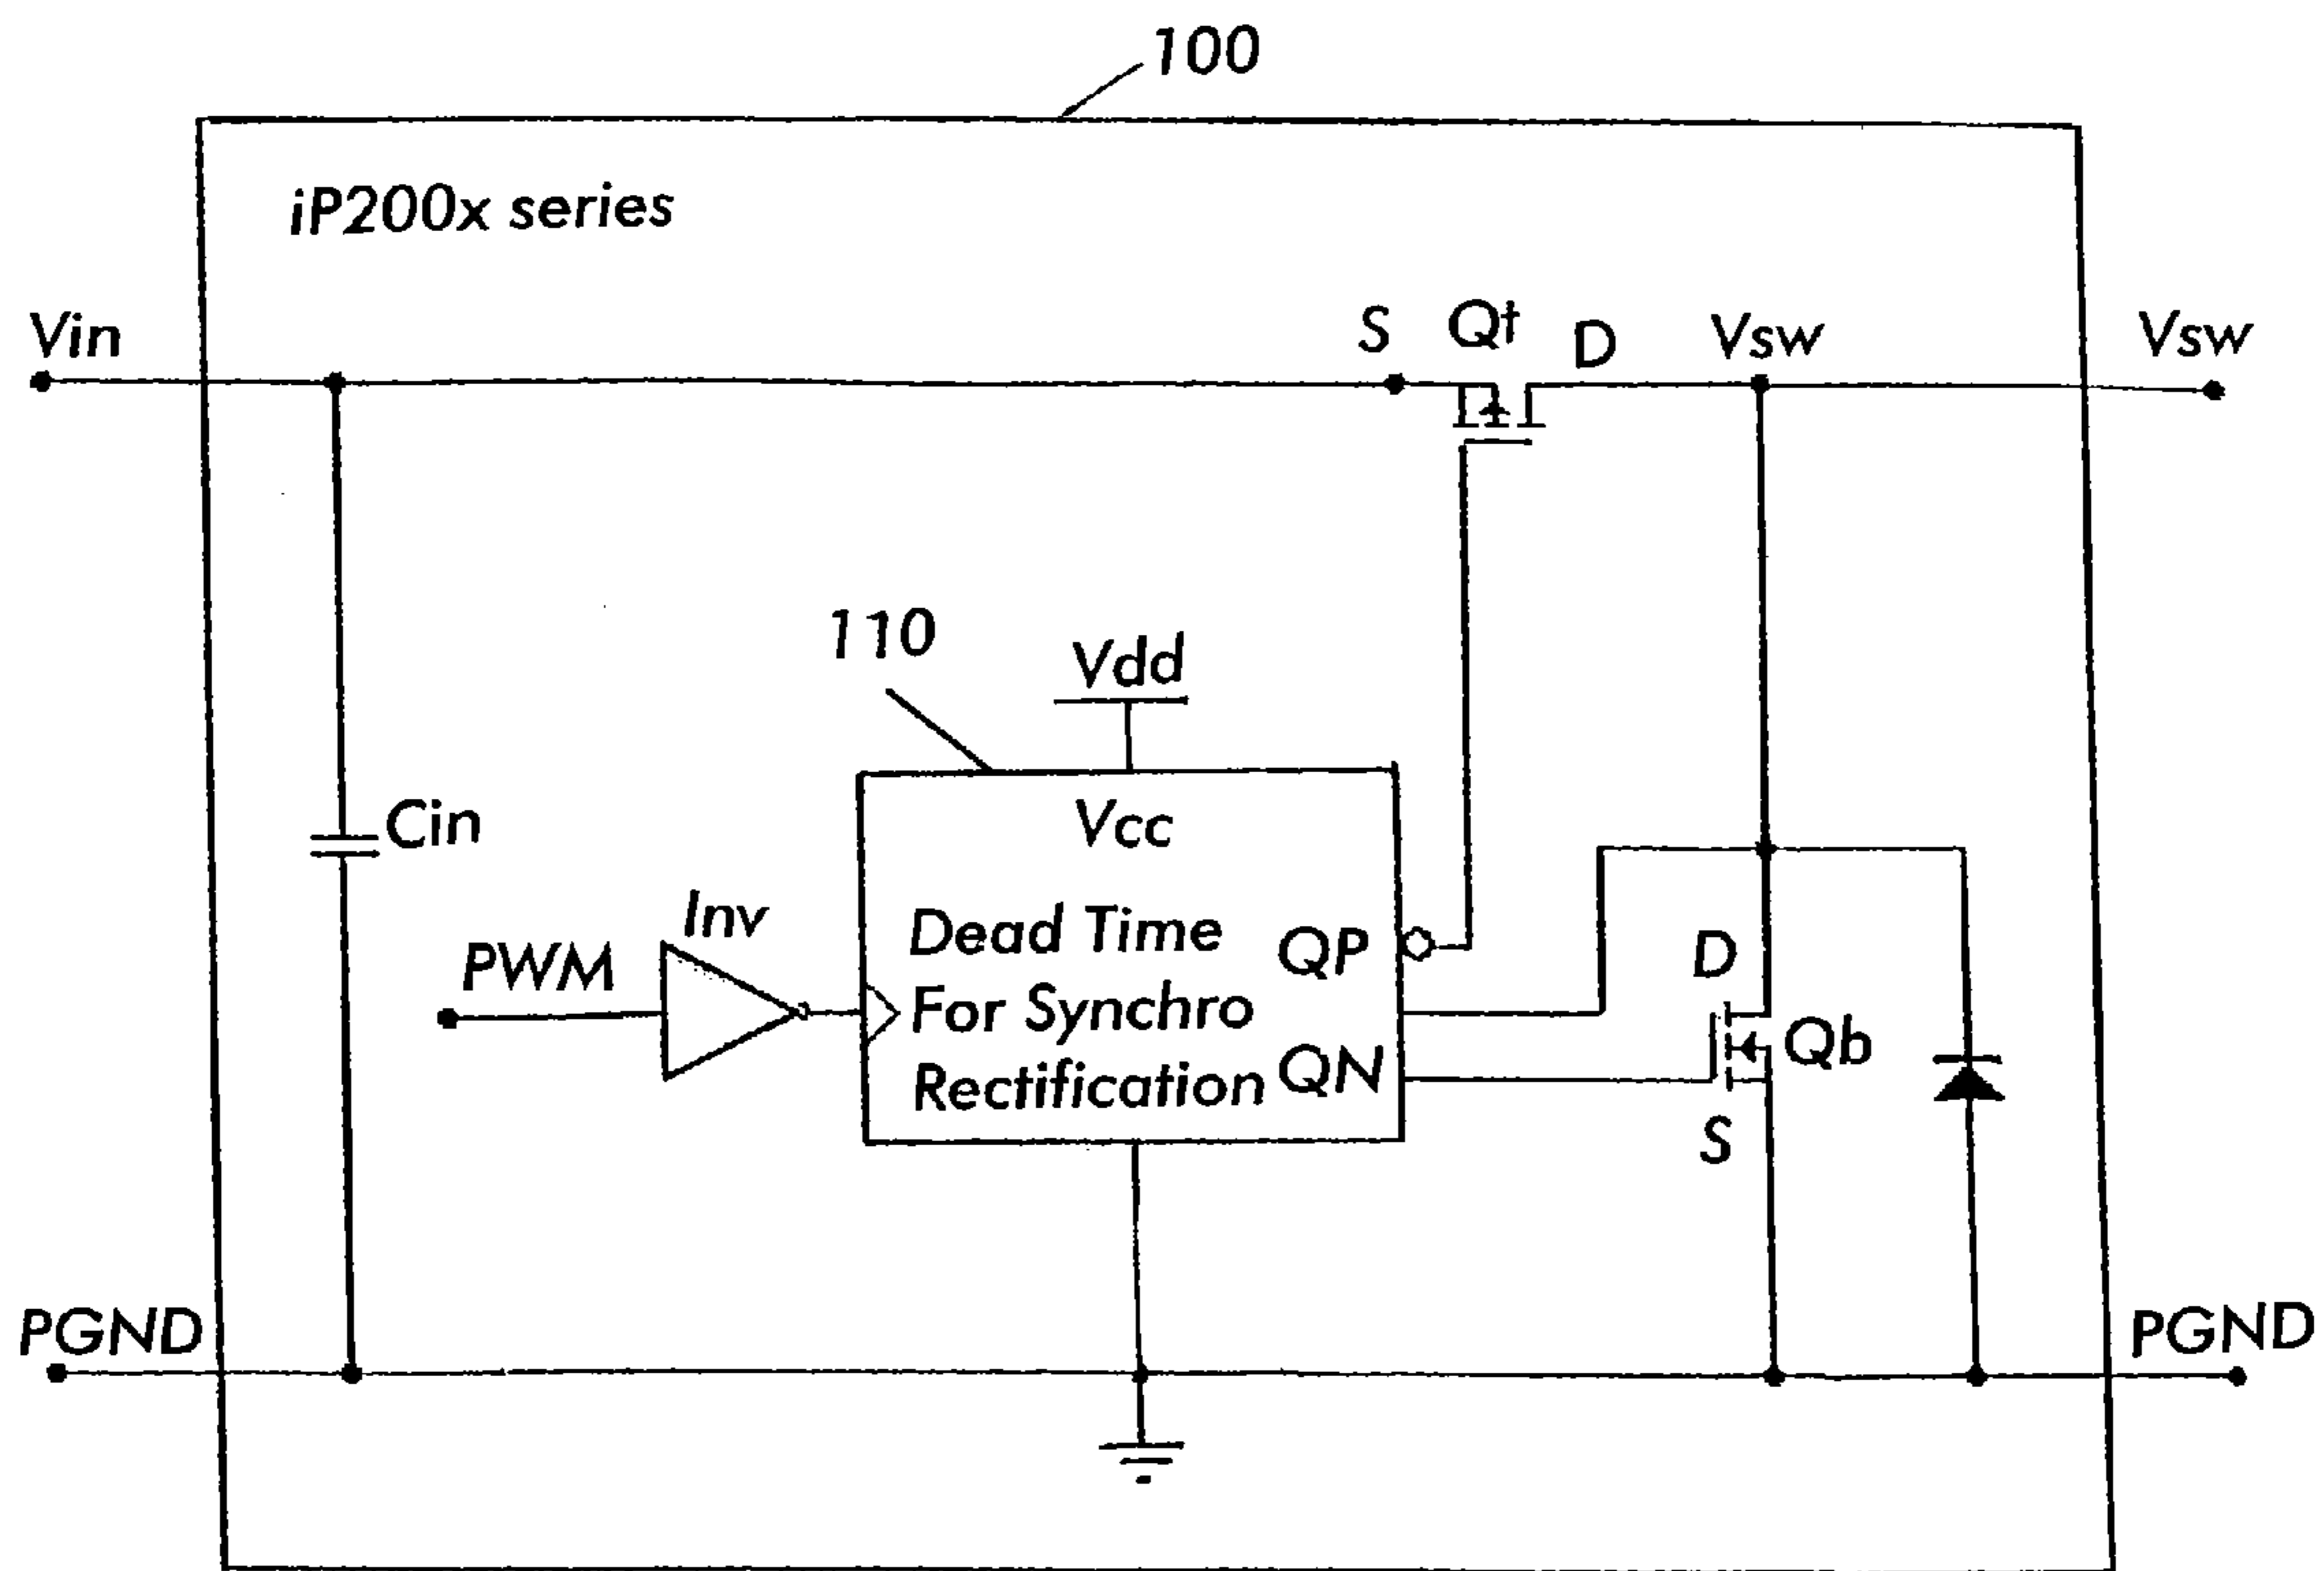 100
iP200x series
Vin
S Qt D Vsw
Vsw
110
Vdd
Vcc
Cin
Inv
PWM
Dead Time
For Synchro
Rectification
QP
QN
D
Qb
S
PGND
PGND